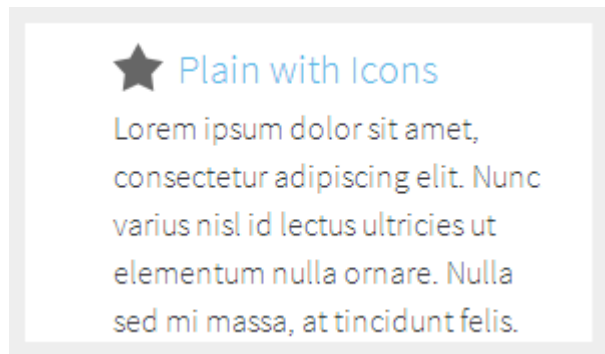 Plain with Icons
Lorem ipsum dolor sit amet,
consectetur adipiscing elit. Nunc
varius nisl id lectus ultricies ut
elementum nulla ornare. Nulla
sed mi massa, at tincidunt felis.